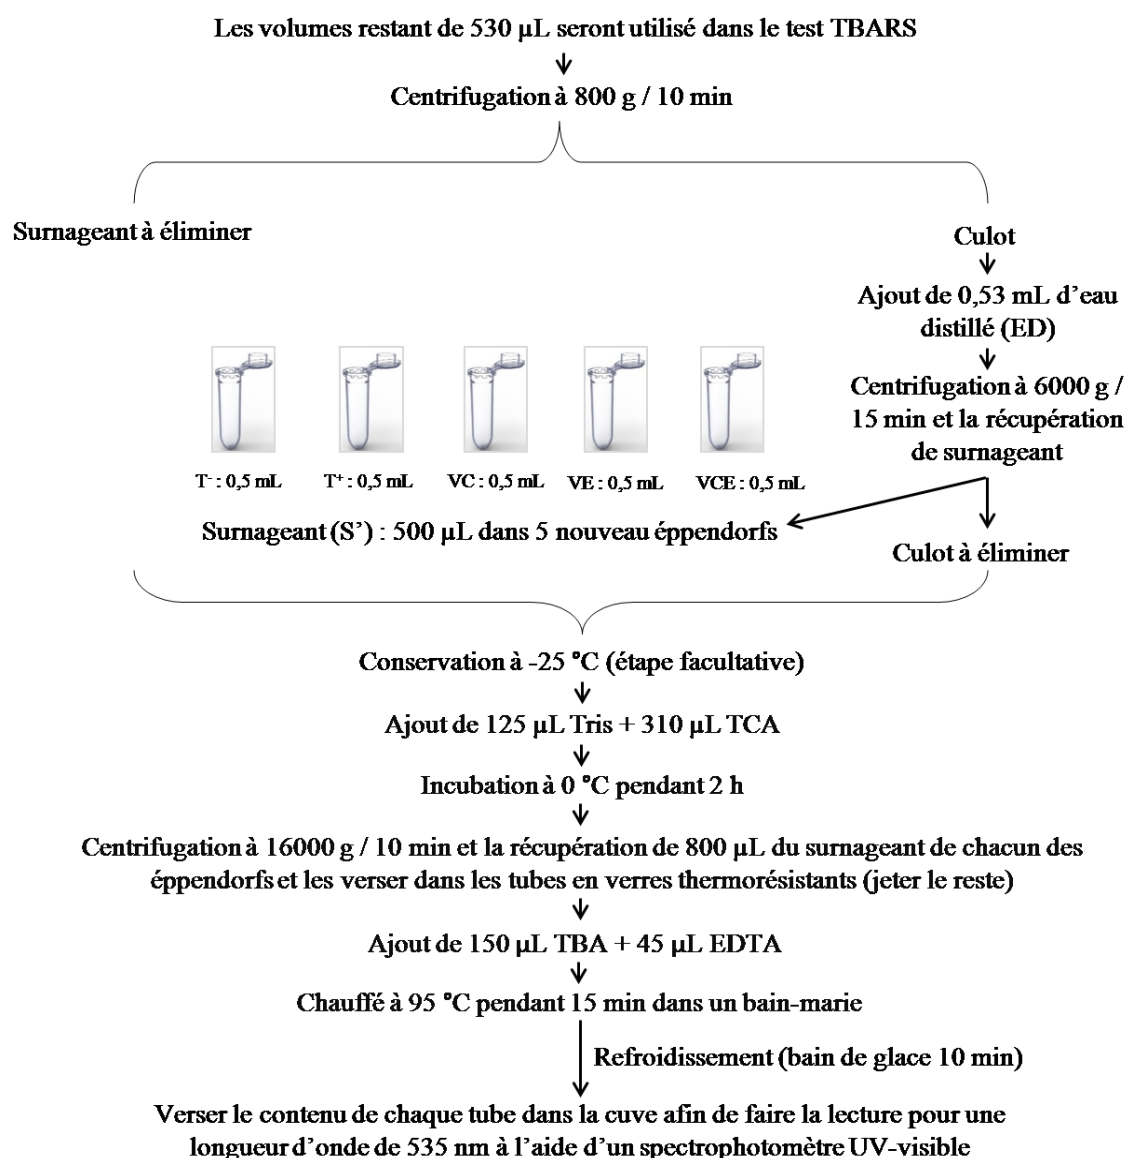 Les volumes restant de 530 µL seront utilisé dans le test TBARS
Centrifugation à 800 g / 10 min
Surnageant à éliminer
Culot
Ajout de 0,53 mL d’eau
distillé (ED)
Centrifugation à 6000 g /
15 min et la récupération
de surnageant
T⁻ : 0,5 mL
T⁺ : 0,5 mL
VC : 0,5 mL
VE : 0,5 mL
VCE : 0,5 mL
Surnageant (S’) : 500 µL dans 5 nouveau éppendorfs
Culot à éliminer
Conservation à -25 °C (étape facultative)
Ajout de 125 µL Tris + 310 µL TCA
Incubation à 0 °C pendant 2 h
Centrifugation à 16000 g / 10 min et la récupération de 800 µL du surnageant de chacun des
éppendorfs et les verser dans les tubes en verres thermorésistants (jeter le reste)
Ajout de 150 µL TBA + 45 µL EDTA
Chauffé à 95 °C pendant 15 min dans un bain-marie
Refroidissement (bain de glace 10 min)
Verser le contenu de chaque tube dans la cuve afin de faire la lecture pour une
longueur d’onde de 535 nm à l’aide d’un spectrophotomètre UV-visible